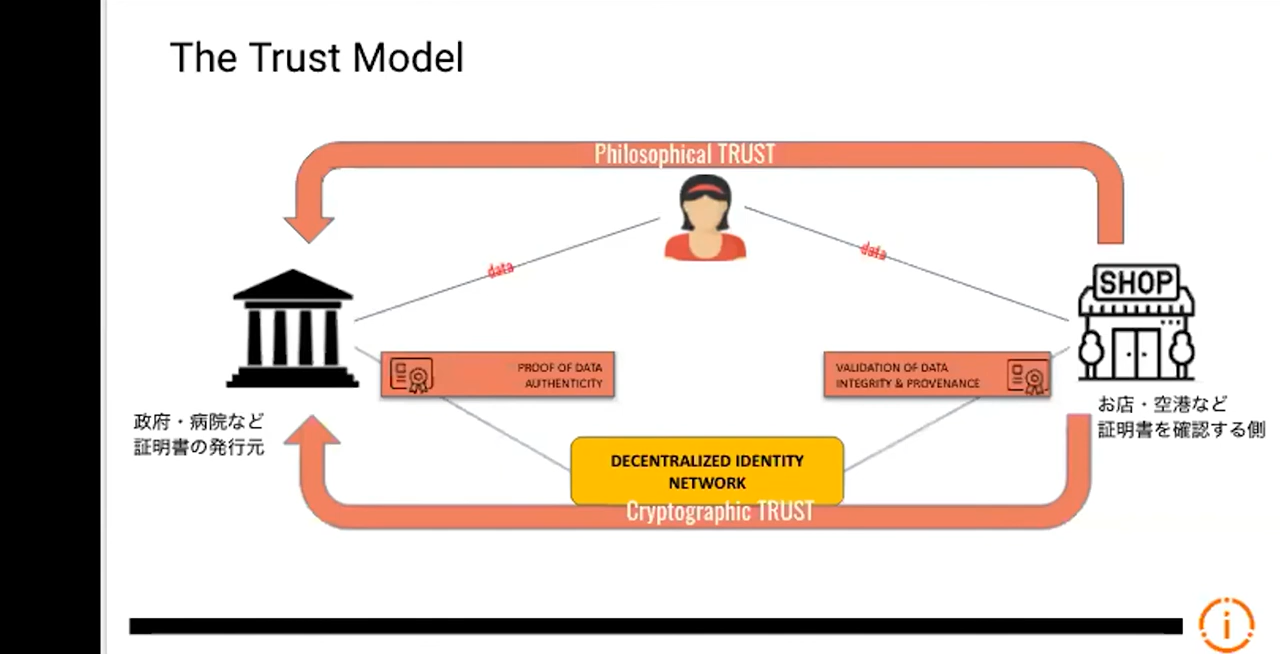 The Trust Model
Philosophical TRUST
data
data
SHOP
PROOF OF DATA
AUTHENTICITY
VALIDATION OF DATA
INTEGRITY & PROVENANCE
政府・病院など
証明書の発行元
お店・空港など
証明書を確認する側
DECENTRALIZED IDENTITY
NETWORK
Cryptographic TRUST
i